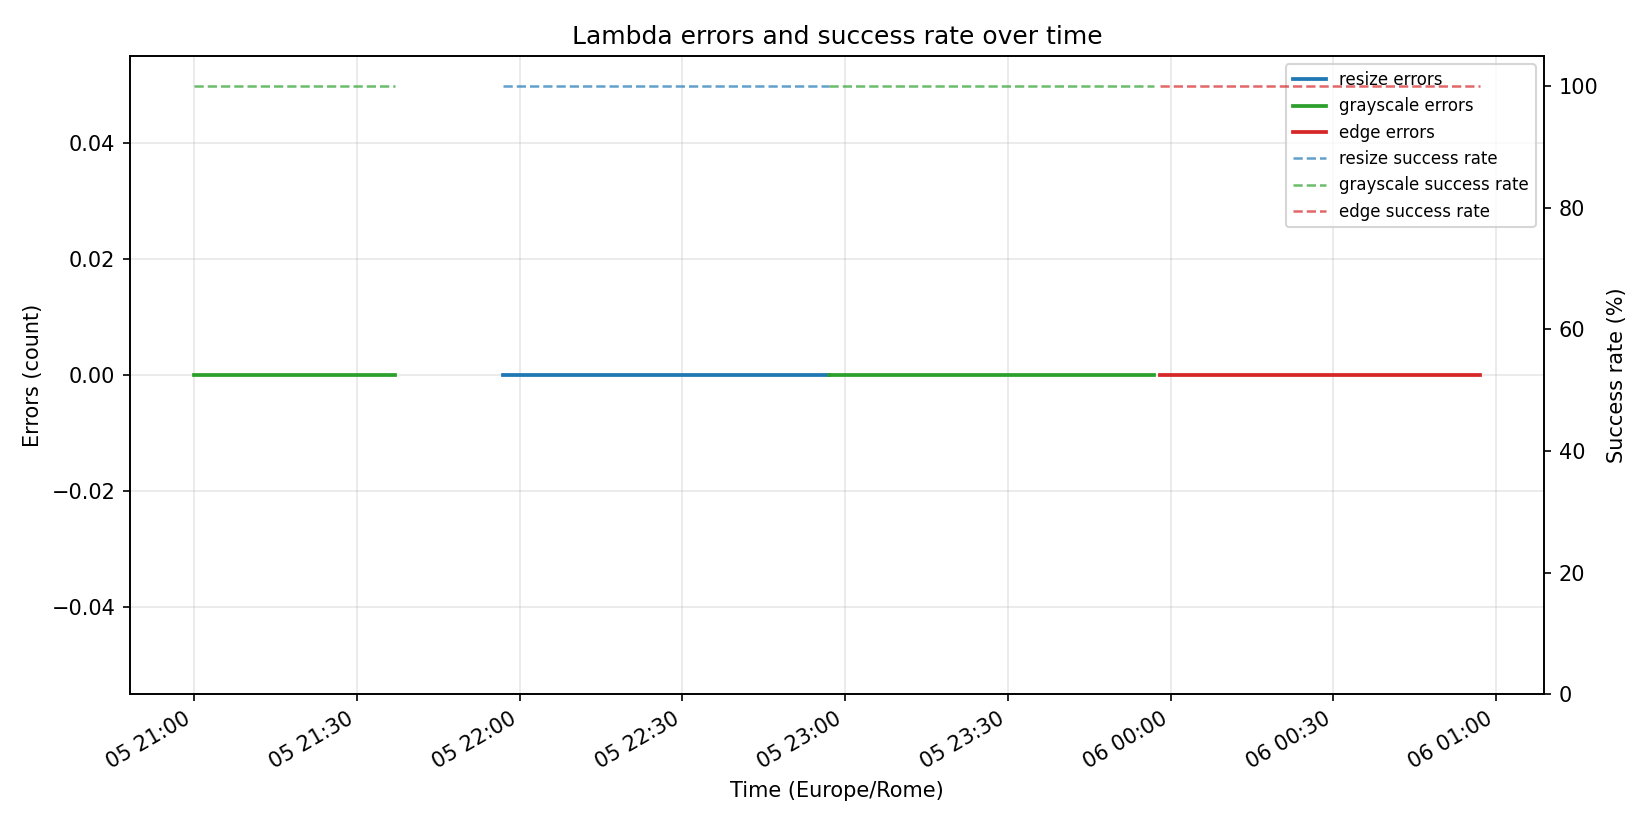 Lambda errors and success rate over time
resize errors
grayscale errors
edge errors
resize success rate
grayscale success rate
edge success rate
0.04
0.02
0.00
−0.02
−0.04
Errors (count)
100
80
60
40
20
0
Success rate (%)
05 21:00
05 21:30
05 22:00
05 22:30
05 23:00
05 23:30
06 00:00
06 00:30
06 01:00
Time (Europe/Rome)